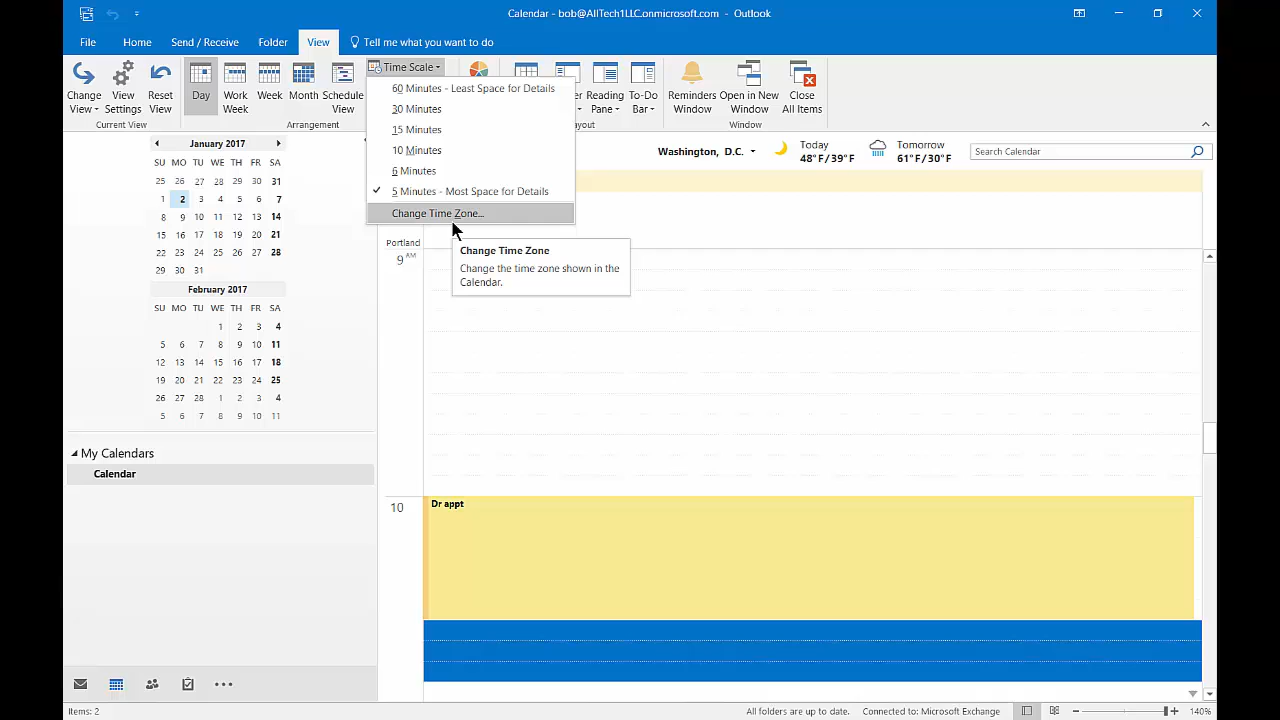 Calendar - bob@AllTech1LLC.onmicrosoft.com - Outlook
File Home Send / Receive Folder View Tell me what you want to do
Change View
View Settings
Reset View
Current View
Day
Work Week
Week
Month
Schedule View
Arrangement
Time Scale
60 Minutes - Least Space for Details
30 Minutes
15 Minutes
10 Minutes
6 Minutes
5 Minutes - Most Space for Details
Change Time Zone...
Change Time Zone
Change the time zone shown in the
Calendar.
Reading Pane
To-Do Bar
yout
Reminders Window
Open in New Window
Close All Items
Window
January 2017
SU MO TU WE TH FR SA
25 26 27 28 29 30 31
1 2 3 4 5 6 7
8 9 10 11 12 13 14
15 16 17 18 19 20 21
22 23 24 25 26 27 28
29 30 31
February 2017
SU MO TU WE TH FR SA
1 2 3 4
5 6 7 8 9 10 11
12 13 14 15 16 17 18
19 20 21 22 23 24 25
26 27 28 1 2 3 4
5 6 7 8 9 10 11
My Calendars
Calendar
Washington, D.C.
Today
48°F/39°F
Tomorrow
61°F/30°F
Search Calendar
Portland
9 AM
10
Dr appt
Items: 2
All folders are up to date. Connected to: Microsoft Exchange 140%